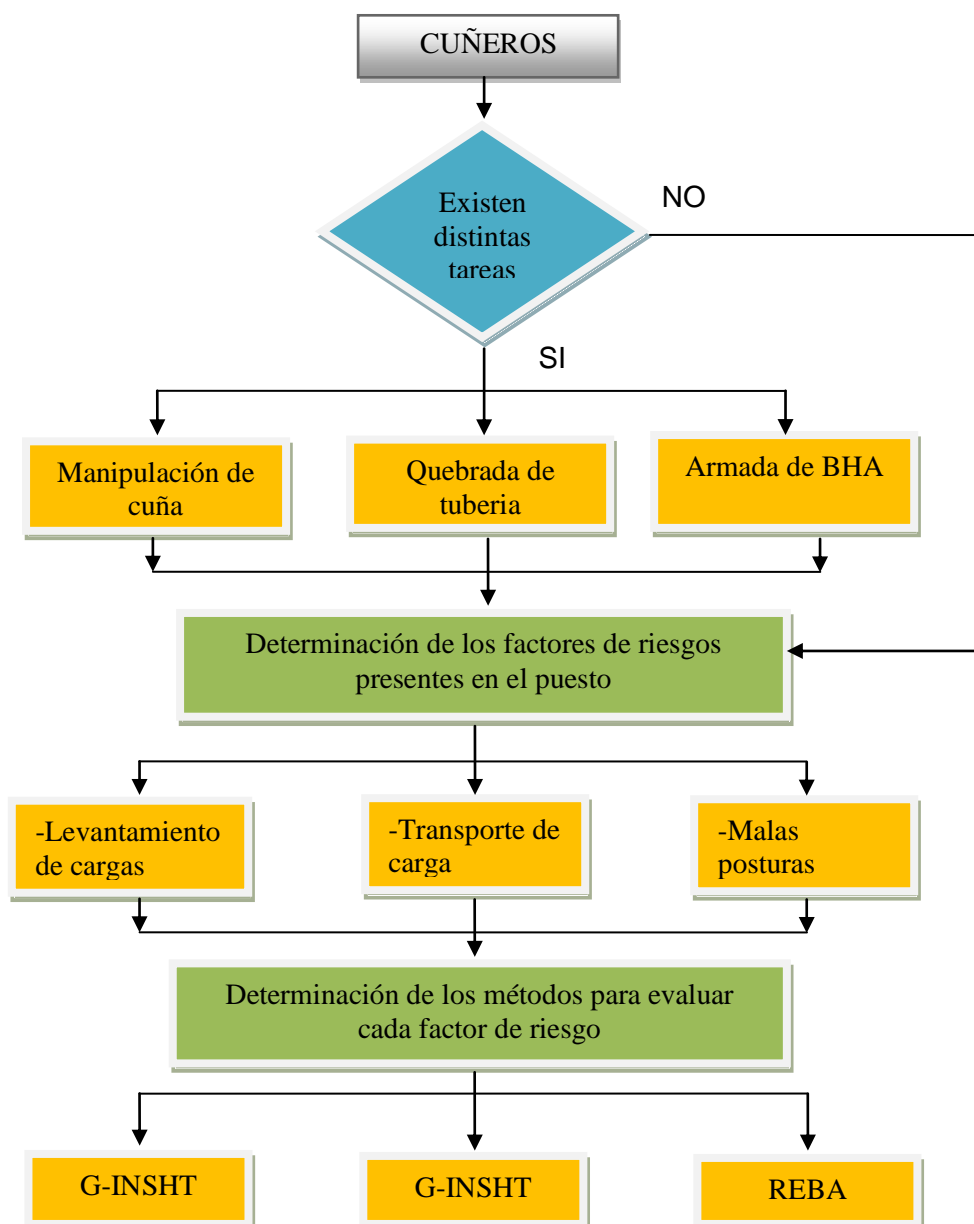 CUÑEROS
Existen
distintas
tareas
NO
SI
Manipulación de
cuña
Quebrada de
tuberia
Armada de BHA
Determinación de los factores de riesgos
presentes en el puesto
-Levantamiento
de cargas
-Transporte de
carga
-Malas
posturas
Determinación de los métodos para evaluar
cada factor de riesgo
G-INSHT
G-INSHT
REBA